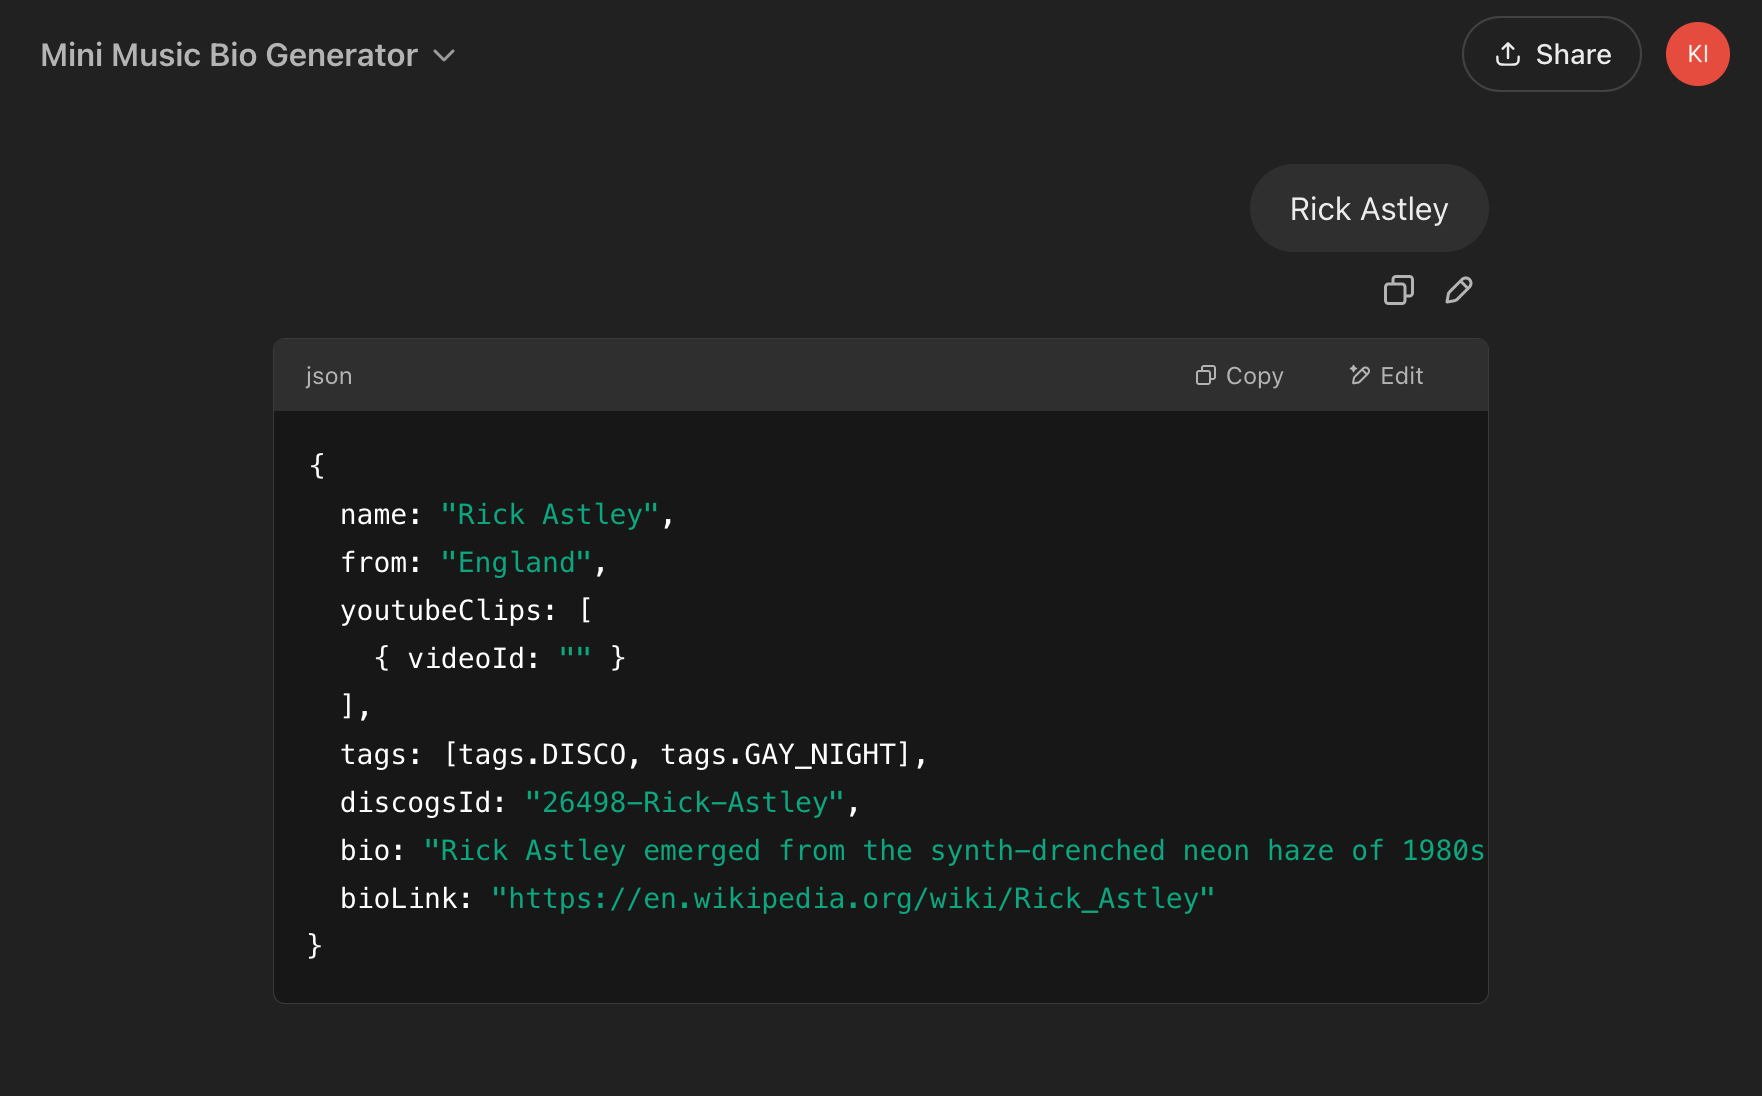 Mini Music Bio Generator
Share
KI
Rick Astley
json
Copy
Edit
{
  name: "Rick Astley",
  from: "England",
  youtubeClips: [
    { videoId: "" }
  ],
  tags: [tags.DISCO, tags.GAY_NIGHT],
  discogsId: "26498-Rick-Astley",
  bio: "Rick Astley emerged from the synth-drenched neon haze of 1980s
  bioLink: "https://en.wikipedia.org/wiki/Rick_Astley"
}